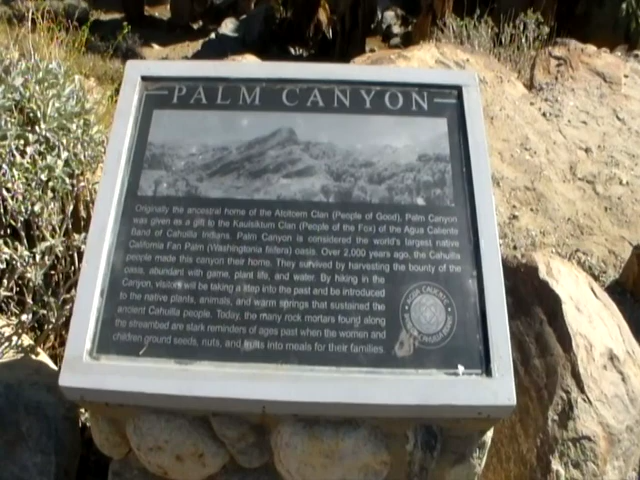 PALM CANYON
Originally the ancestral home of the Atcitcem Clan (People of Good), Palm Canyon
was given as a gift to the Kauisiktum Clan (People of the Fox) of the Agua Caliente
Band of Cahuilla Indians. Palm Canyon is considered the world's largest native
California Fan Palm (Washingtonia filifera) oasis. Over 2,000 years ago, the Cahuilla
people made this canyon their home. They survived by harvesting the bounty of the
oasis, abundant with game, plant life, and water. By hiking in the
Canyon, visitors will be taking a step into the past and be introduced
to the native plants, animals, and warm springs that sustained the
ancient Cahuilla people. Today, the many rock mortars found along
the streambed are stark reminders of ages past when the women and
children ground seeds, nuts, and fruits into meals for their families
AGUA CALIENTE